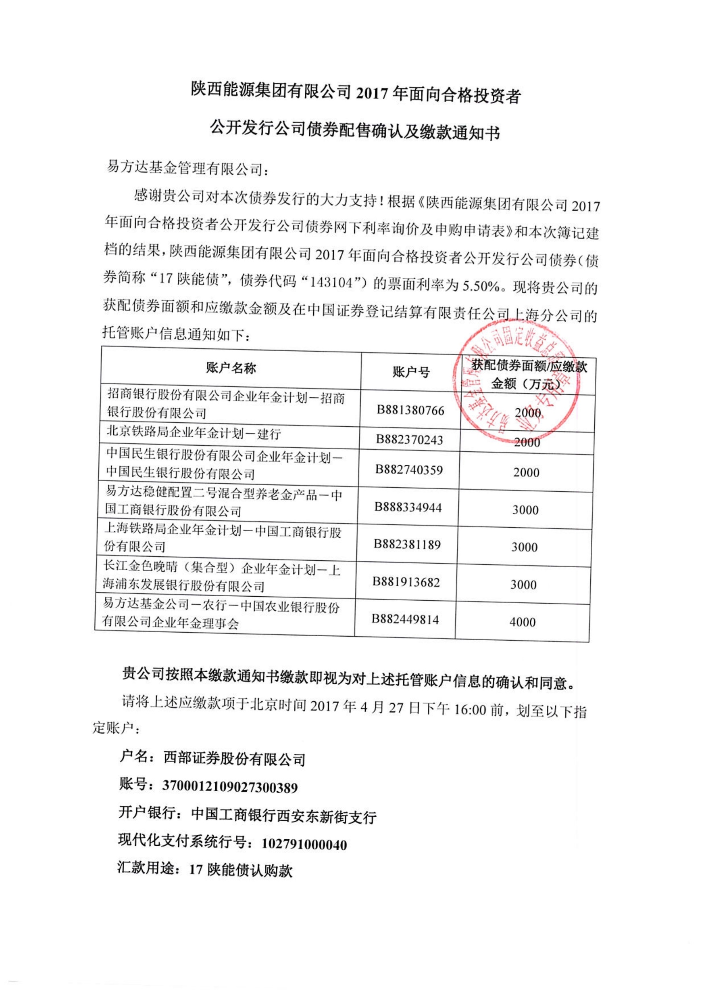 陕西能源集团有限公司 2017 年面向合格投资者
公开发行公司债券配售确认及缴款通知书
易方达基金管理有限公司：
感谢贵公司对本次债券发行的大力支持！根据《陕西能源集团有限公司 2017
年面向合格投资者公开发行公司债券网下利率询价及申购申请表》和本次簿记建
档的结果，陕西能源集团有限公司 2017 年面向合格投资者公开发行公司债券（债
券简称“17 陕能债”，债券代码“143104”）的票面利率为 5.50%。现将贵公司的
获配债券面额和应缴款金额及在中国证券登记结算有限责任公司上海分公司的
托管账户信息通知如下：
账户名称 账户号 获配债券面额/应缴款
金额（万元）
招商银行股份有限公司企业年金计划－招商
银行股份有限公司 B881380766 2000
北京铁路局企业年金计划－建行 B882370243 2000
中国民生银行股份有限公司企业年金计划－
中国民生银行股份有限公司 B882740359 2000
易方达稳健配置二号混合型养老金产品－中
国工商银行股份有限公司 B888334944 3000
上海铁路局企业年金计划－中国工商银行股
份有限公司 B882381189 3000
长江金色晚晴（集合型）企业年金计划－上
海浦东发展银行股份有限公司 B881913682 3000
易方达基金公司－农行－中国农业银行股份
有限公司企业年金理事会 B882449814 4000
易方达基金管理有限公司固定收益总部
专用章
贵公司按照本缴款通知书缴款即视为对上述托管账户信息的确认和同意。
请将上述应缴款项于北京时间 2017 年 4 月 27 日下午 16:00 前，划至以下指
定账户：
户名：西部证券股份有限公司
账号：3700012109027300389
开户银行：中国工商银行西安东新街支行
现代化支付系统行号：102791000040
汇款用途：17 陕能债认购款